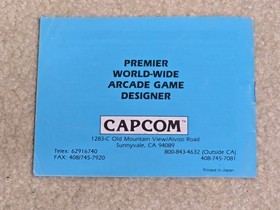 PREMIER
WORLD-WIDE
ARCADE GAME
DESIGNER
CAPCOM™
1283-C Old Mountain View/Alviso Road
Sunnyvale, CA 94089
Telex: 62916740
800-843-4632 (Outside CA)
FAX: 408/745-7920
408-745-7081
Printed in Japan